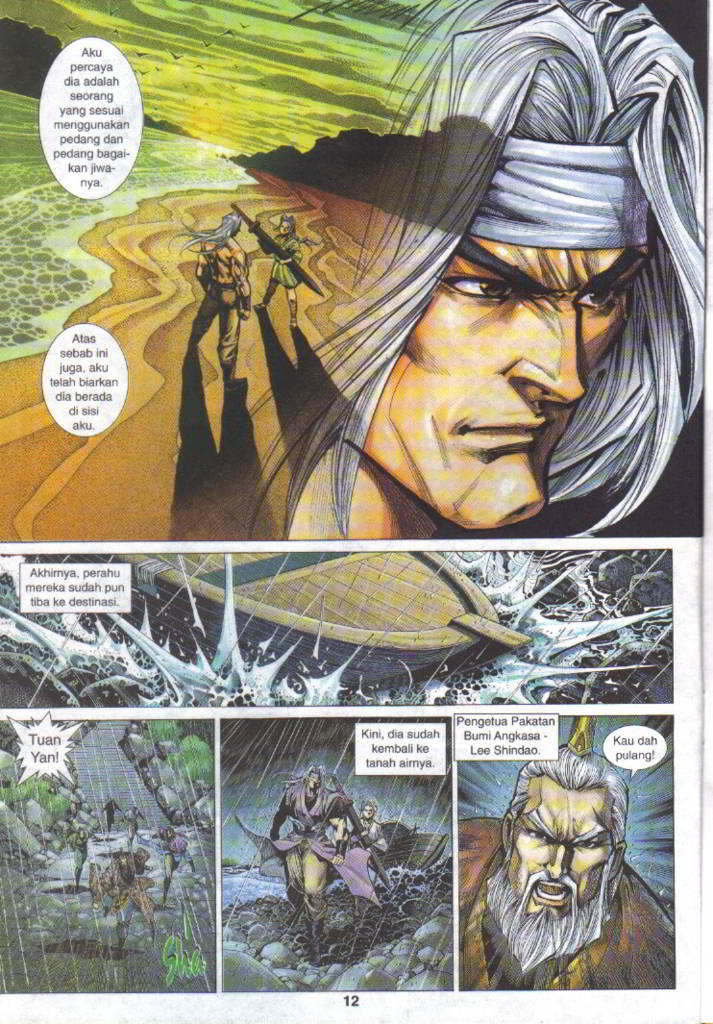 Aku
percaya
dia adalah
seorang
yang sesuai
menggunakan
pedang dan
pedang bagai-
kan jiwa-
nya.
Atas
sebab ini
juga, aku
telah biarkan
dia berada
di sisi
aku.
Akhirnya, perahu
mereka sudah pun
tiba ke destinasi.
Tuan
Yan!
Kini, dia sudah
kembali ke
tanah airnya.
Pengetua Pakatan
Bumi Angkasa -
Lee Shindao.
Kau dah
pulang!
12